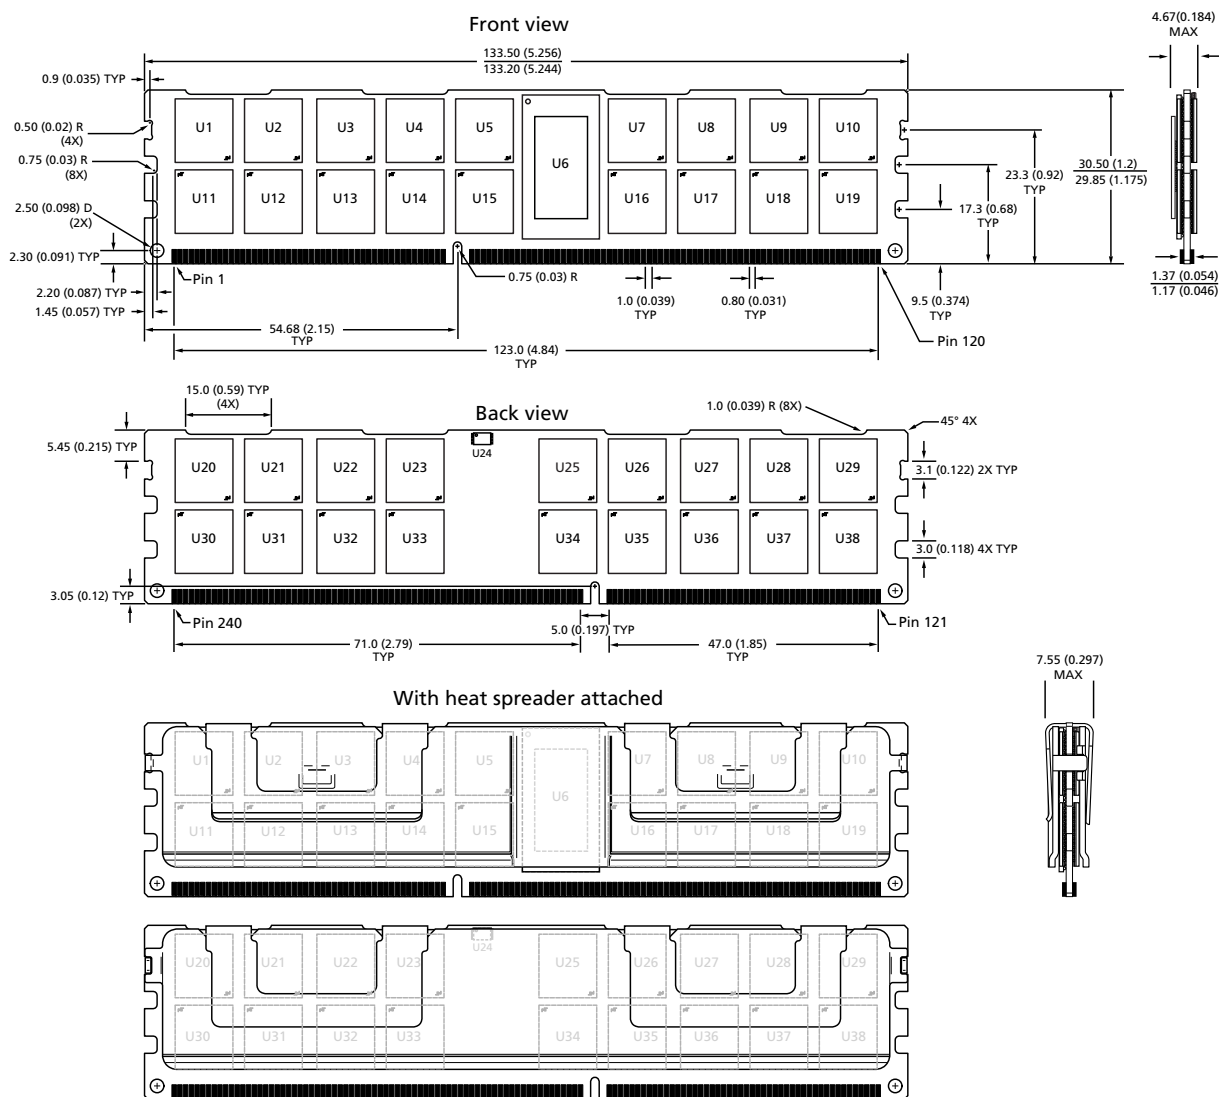 Front view
4.67(0.184)
MAX
133.50 (5.256)
133.20 (5.244)
0.9 (0.035) TYP
0.50 (0.02) R
(4X)
U1 U2 U3 U4 U5 U6 U7 U8 U9 U10
0.75 (0.03) R
(8X)
30.50 (1.2)
29.85 (1.175)
23.3 (0.92)
TYP
U11 U12 U13 U14 U15 U16 U17 U18 U19
2.50 (0.098) D
(2X)
17.3 (0.68)
TYP
2.30 (0.091) TYP
Pin 1
0.75 (0.03) R
2.20 (0.087) TYP
1.0 (0.039)
TYP
0.80 (0.031)
TYP
9.5 (0.374)
TYP
1.37 (0.054)
1.17 (0.046)
1.45 (0.057) TYP
54.68 (2.15)
TYP
Pin 120
123.0 (4.84)
TYP
15.0 (0.59) TYP
(4X)
Back view
1.0 (0.039) R (8X)
45° 4X
5.45 (0.215) TYP
U24
U20 U21 U22 U23 U25 U26 U27 U28 U29
3.1 (0.122) 2X TYP
U30 U31 U32 U33 U34 U35 U36 U37 U38
3.0 (0.118) 4X TYP
3.05 (0.12) TYP
Pin 240
5.0 (0.197) TYP
Pin 121
71.0 (2.79)
TYP
47.0 (1.85)
TYP
7.55 (0.297)
MAX
With heat spreader attached
U1 U2 U3 U4 U5 U6 U7 U8 U9 U10
U11 U12 U13 U14 U15 U16 U17 U18 U19
U24
U20 U21 U22 U23 U25 U26 U27 U28 U29
U30 U31 U32 U33 U34 U35 U36 U37 U38